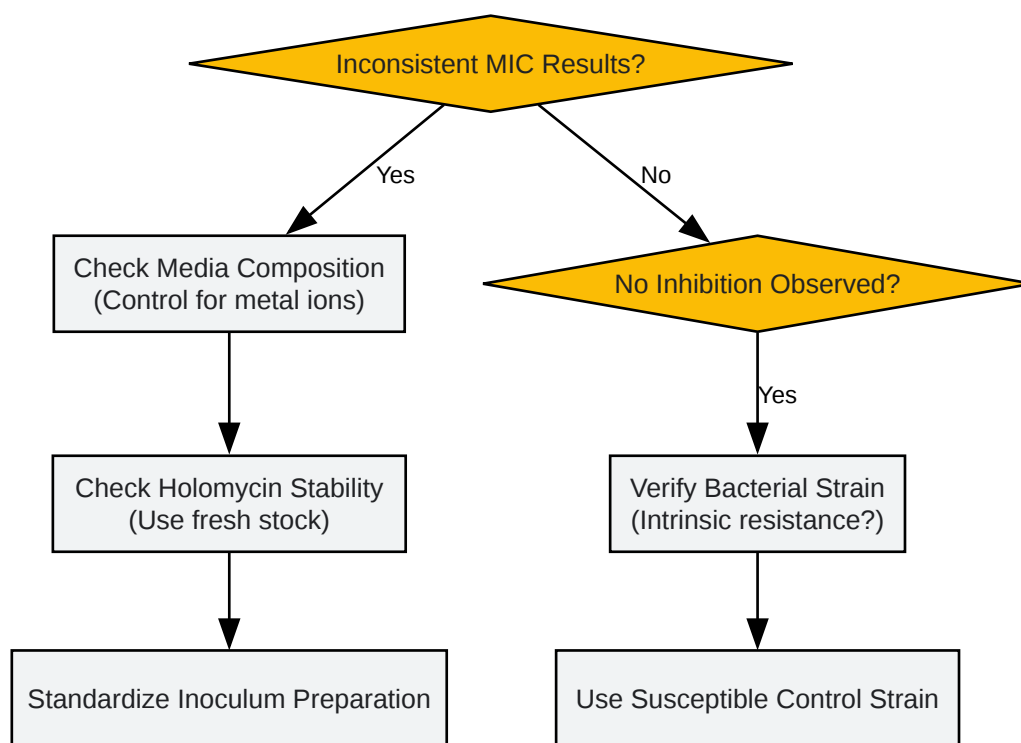 Inconsistent MIC Results?
Yes
No
Check Media Composition
(Control for metal ions)
No Inhibition Observed?
Yes
Check Holomycin Stability
(Use fresh stock)
Verify Bacterial Strain
(Intrinsic resistance?)
Standardize Inoculum Preparation
Use Susceptible Control Strain